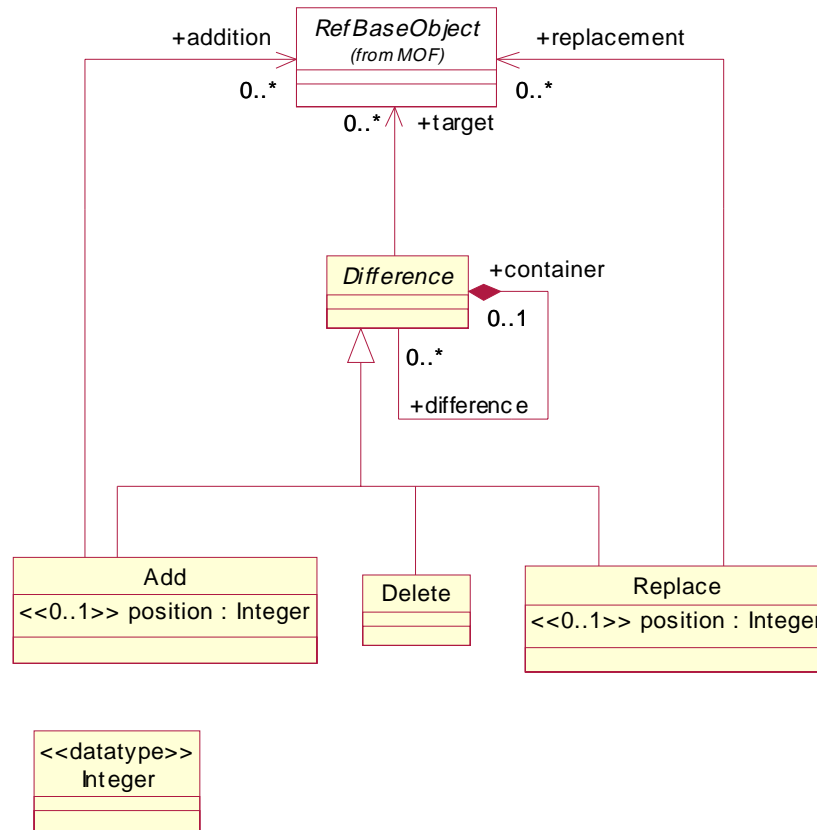 RefBaseObject
(from MOF)
+addition
+replacement
0..*
0..*
0..*
+target
Difference
+container
0..1
0..*
+difference
Add
<<0..1>> position : Integer
Delete
Replace
<<0..1>> position : Integer
<<datatype>>
Integer